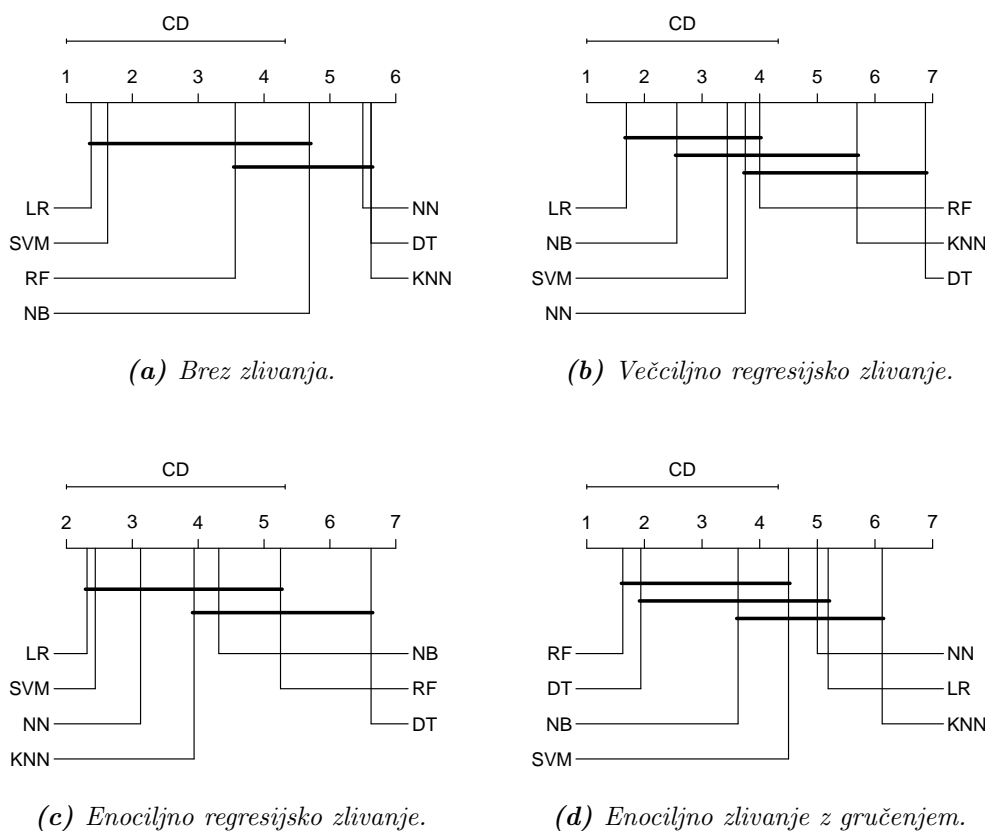 CD
1 2 3 4 5 6
LR
SVM
RF
NB
NN
DT
KNN
(a) Brez zlivanja.
CD
1 2 3 4 5 6 7
LR
NB
SVM
NN
RF
KNN
DT
(b) Večciljno regresijsko zlivanje.
CD
2 3 4 5 6 7
LR
SVM
NN
KNN
NB
RF
DT
(c) Enociljno regresijsko zlivanje.
CD
1 2 3 4 5 6 7
RF
DT
NB
SVM
NN
LR
KNN
(d) Enociljno zlivanje z gručenjem.